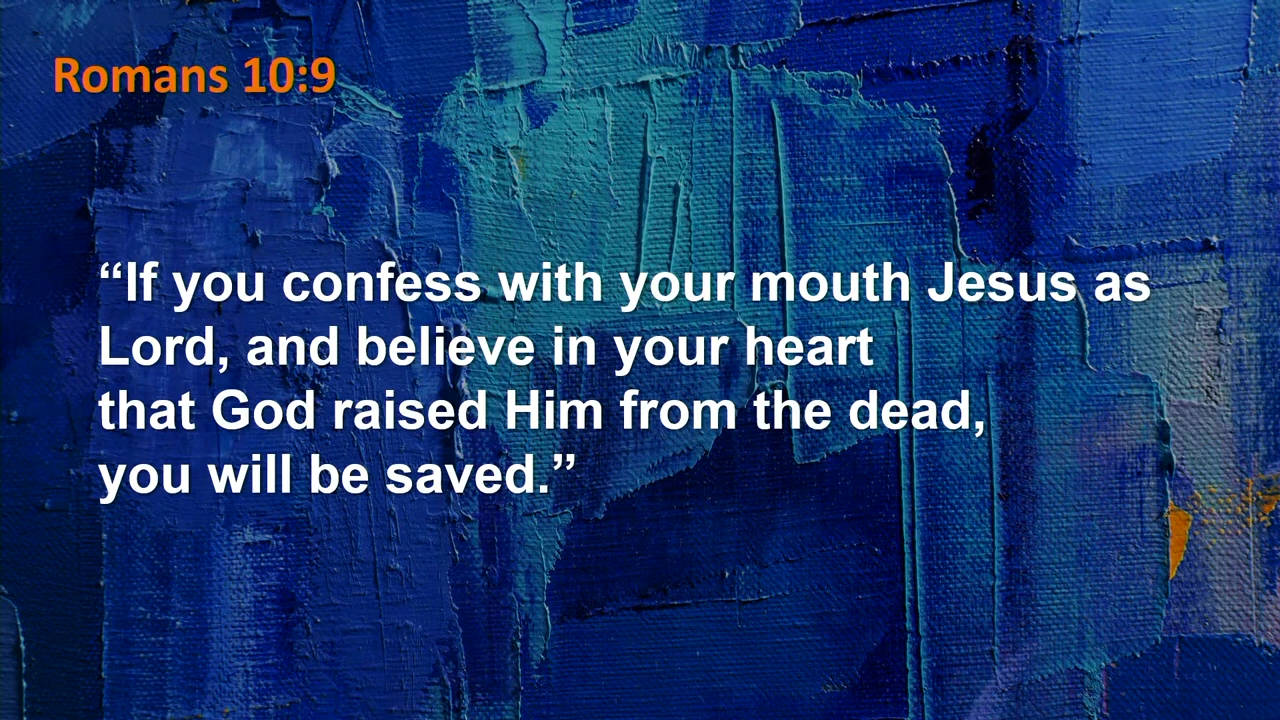 Romans 10:9
“If you confess with your mouth Jesus as
Lord, and believe in your heart
that God raised Him from the dead,
you will be saved.”